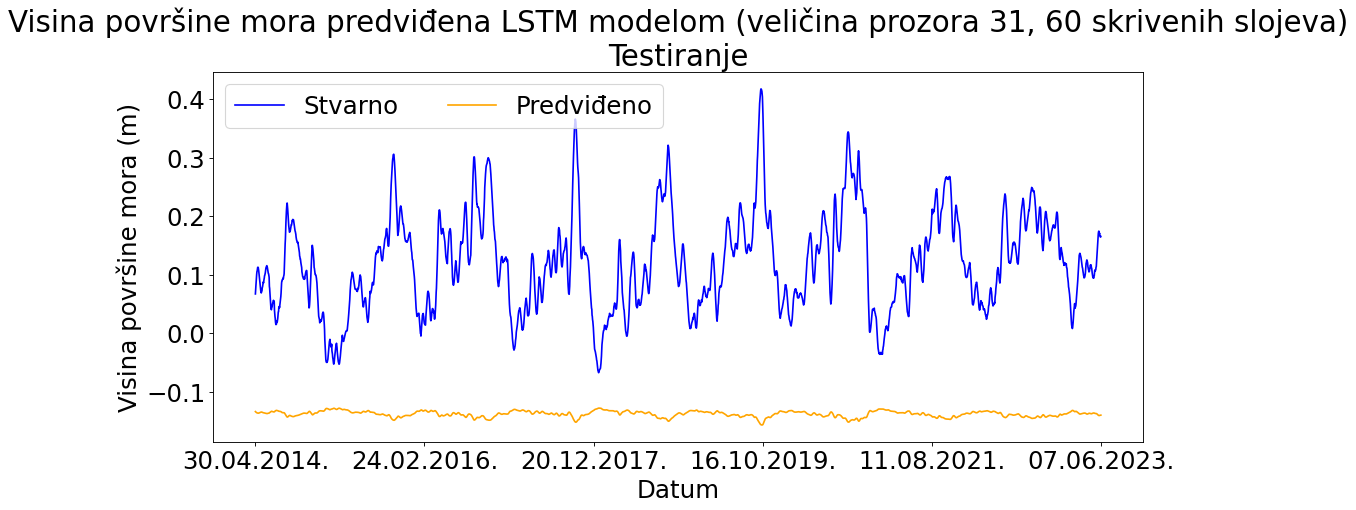 Visina površine mora predviđena LSTM modelom (veličina prozora 31, 60 skrivenih slojeva)
Testiranje
Stvarno
Predviđeno
Visina površine mora (m)
0.4
0.3
0.2
0.1
0.0
−0.1
30.04.2014.
24.02.2016.
20.12.2017.
16.10.2019.
11.08.2021.
07.06.2023.
Datum